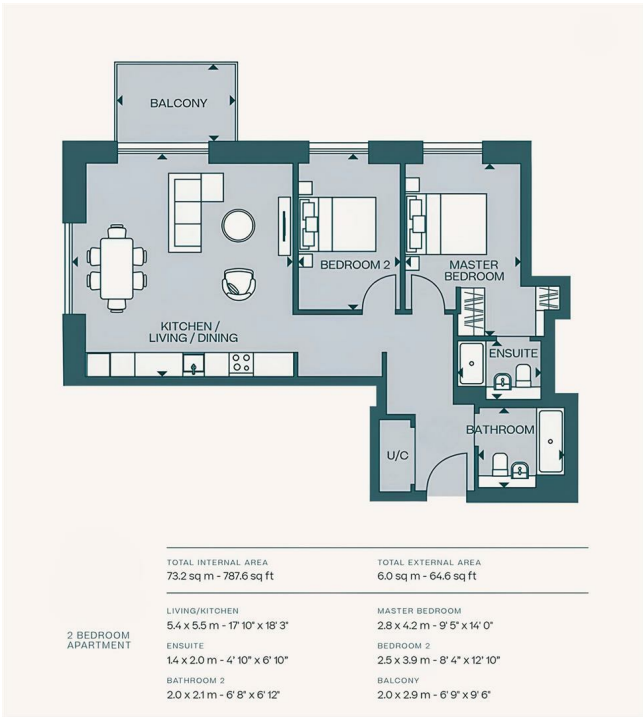 BALCONY
BEDROOM 2
MASTER
BEDROOM
KITCHEN /
LIVING / DINING
ENSUITE
BATHROOM
U/C
TOTAL INTERNAL AREA
73.2 sq m - 787.6 sq ft
TOTAL EXTERNAL AREA
6.0 sq m - 64.6 sq ft
2 BEDROOM
APARTMENT
LIVING/KITCHEN
5.4 x 5.5 m - 17' 10" x 18' 3"
ENSUITE
1.4 x 2.0 m - 4' 10" x 6' 10"
BATHROOM 2
2.0 x 2.1 m - 6' 8" x 6' 12"
MASTER BEDROOM
2.8 x 4.2 m - 9' 5" x 14' 0"
BEDROOM 2
2.5 x 3.9 m - 8' 4" x 12' 10"
BALCONY
2.0 x 2.9 m - 6' 9" x 9' 6"